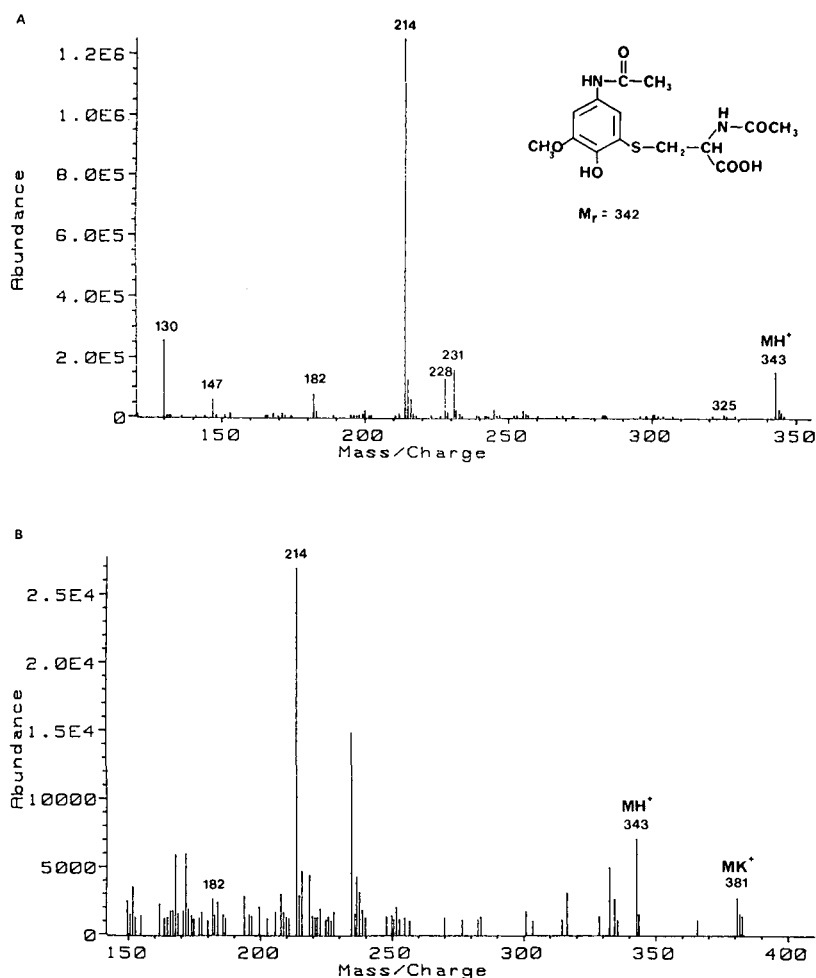 A
214
1.2E6
1.0E6
8.0E5
6.0E5
4.0E5
2.0E5
0
Abundance
130
147
182
228
231
325
MH+
343
150 200 250 300 350
Mass/Charge
O
HN—C—CH3
CH3O
HO
S—CH2—CH
H
N—COCH3
COOH
Mr = 342
B
214
2.5E4
2.0E4
1.5E4
10000
5000
0
Abundance
182
MH+
343
MK+
381
150 200 250 300 350 400
Mass/Charge